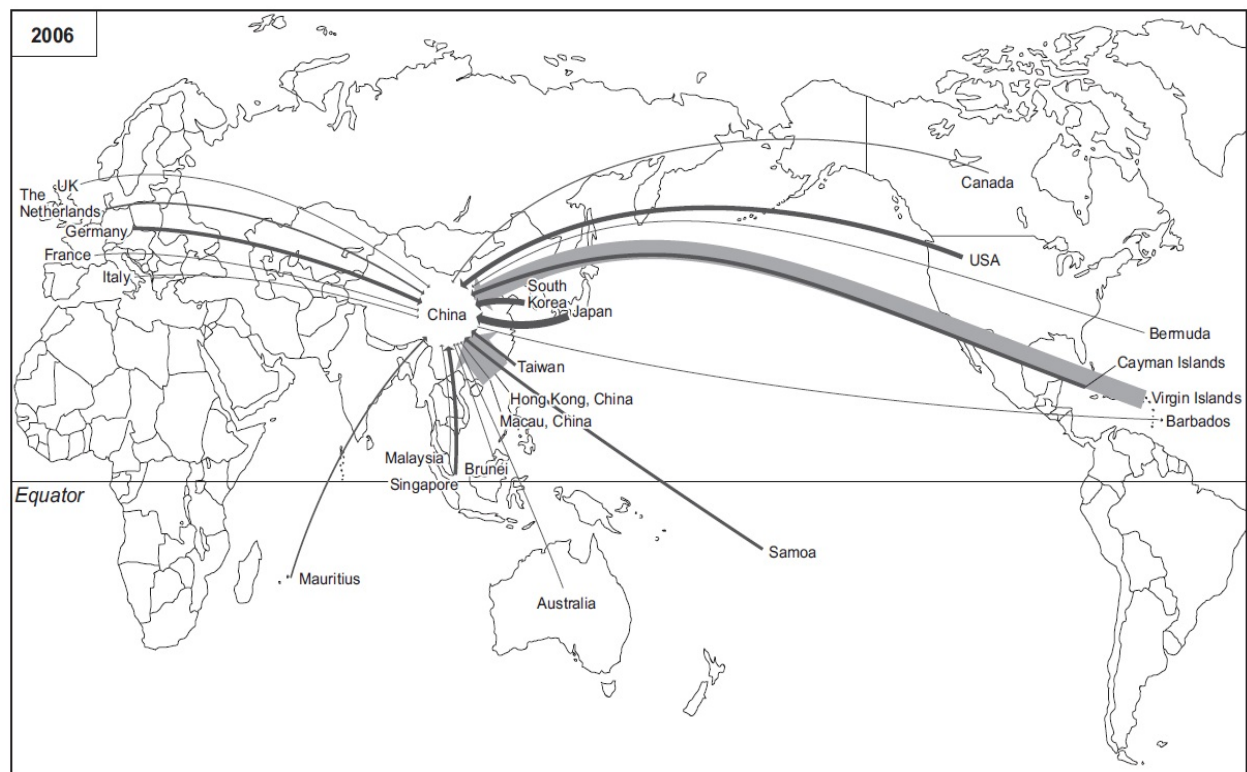 2006
UK
The
Netherlands
Germany
France
Italy
Canada
USA
South
Korea
Japan
China
Bermuda
Taiwan
Cayman Islands
Hong Kong, China
Virgin Islands
Macau, China
Barbados
Malaysia
Brunei
Singapore
Equator
Samoa
Mauritius
Australia